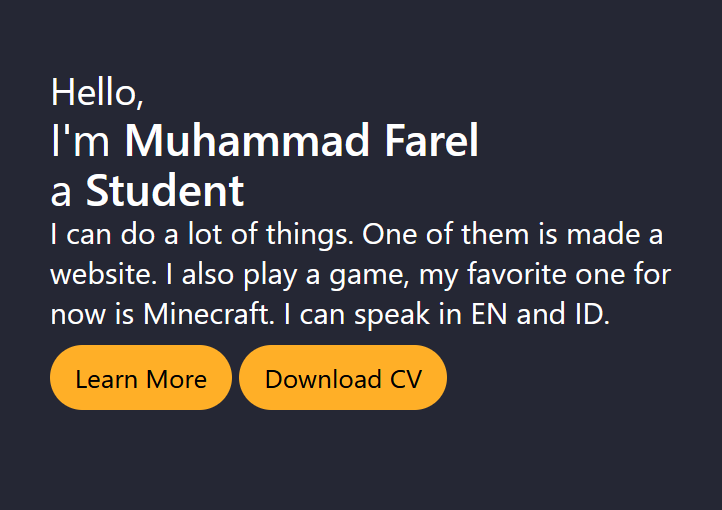 Hello,
I'm Muhammad Farel
a Student
I can do a lot of things. One of them is made a
website. I also play a game, my favorite one for
now is Minecraft. I can speak in EN and ID.
Learn More
Download CV